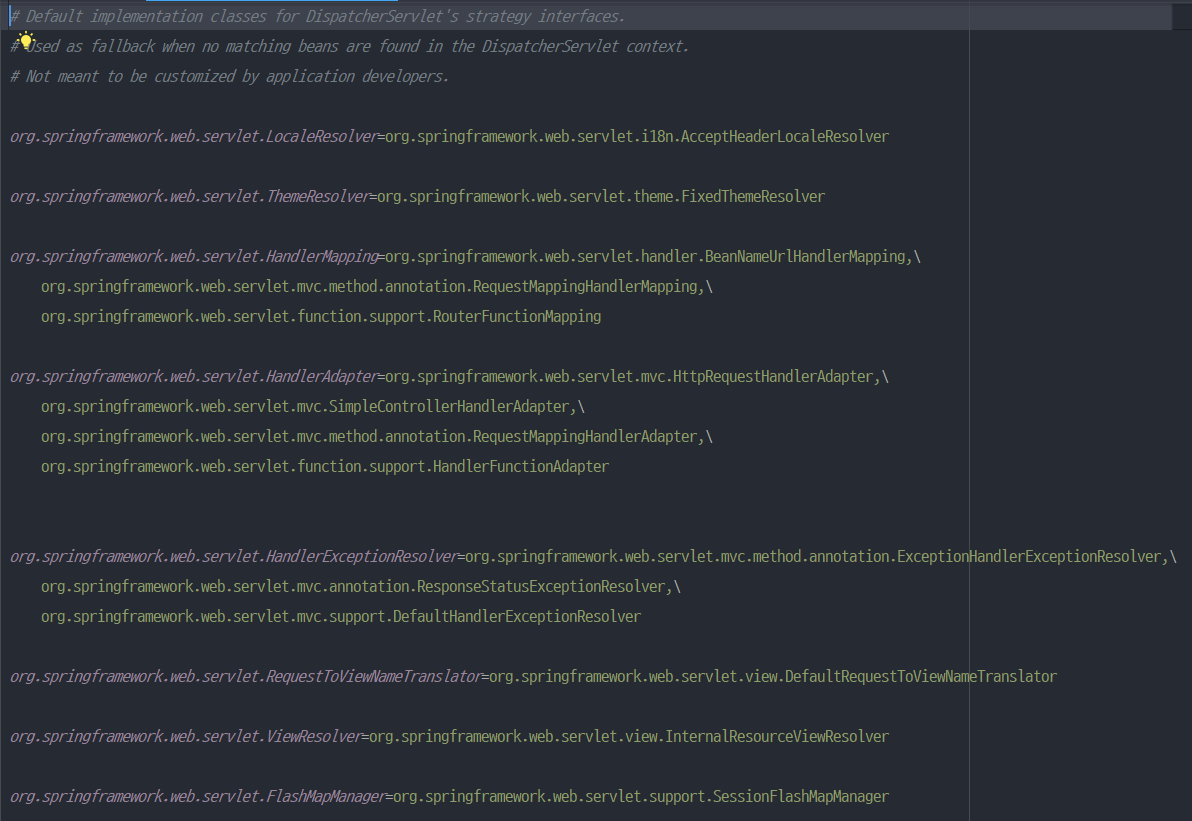 # Default implementation classes for DispatcherServlet's strategy interfaces.
# Used as fallback when no matching beans are found in the DispatcherServlet context.
# Not meant to be customized by application developers.
org.springframework.web.servlet.LocaleResolver=org.springframework.web.servlet.i18n.AcceptHeaderLocaleResolver
org.springframework.web.servlet.ThemeResolver=org.springframework.web.servlet.theme.FixedThemeResolver
org.springframework.web.servlet.HandlerMapping=org.springframework.web.servlet.handler.BeanNameUrlHandlerMapping,\
org.springframework.web.servlet.mvc.method.annotation.RequestMappingHandlerMapping,\
org.springframework.web.servlet.function.support.RouterFunctionMapping
org.springframework.web.servlet.HandlerAdapter=org.springframework.web.servlet.mvc.HttpRequestHandlerAdapter,\
org.springframework.web.servlet.mvc.SimpleControllerHandlerAdapter,\
org.springframework.web.servlet.mvc.method.annotation.RequestMappingHandlerAdapter,\
org.springframework.web.servlet.function.support.HandlerFunctionAdapter
org.springframework.web.servlet.HandlerExceptionResolver=org.springframework.web.servlet.mvc.method.annotation.ExceptionHandlerExceptionResolver,\
org.springframework.web.servlet.mvc.annotation.ResponseStatusExceptionResolver,\
org.springframework.web.servlet.mvc.support.DefaultHandlerExceptionResolver
org.springframework.web.servlet.RequestToViewNameTranslator=org.springframework.web.servlet.view.DefaultRequestToViewNameTranslator
org.springframework.web.servlet.ViewResolver=org.springframework.web.servlet.view.InternalResourceViewResolver
org.springframework.web.servlet.FlashMapManager=org.springframework.web.servlet.support.SessionFlashMapManager